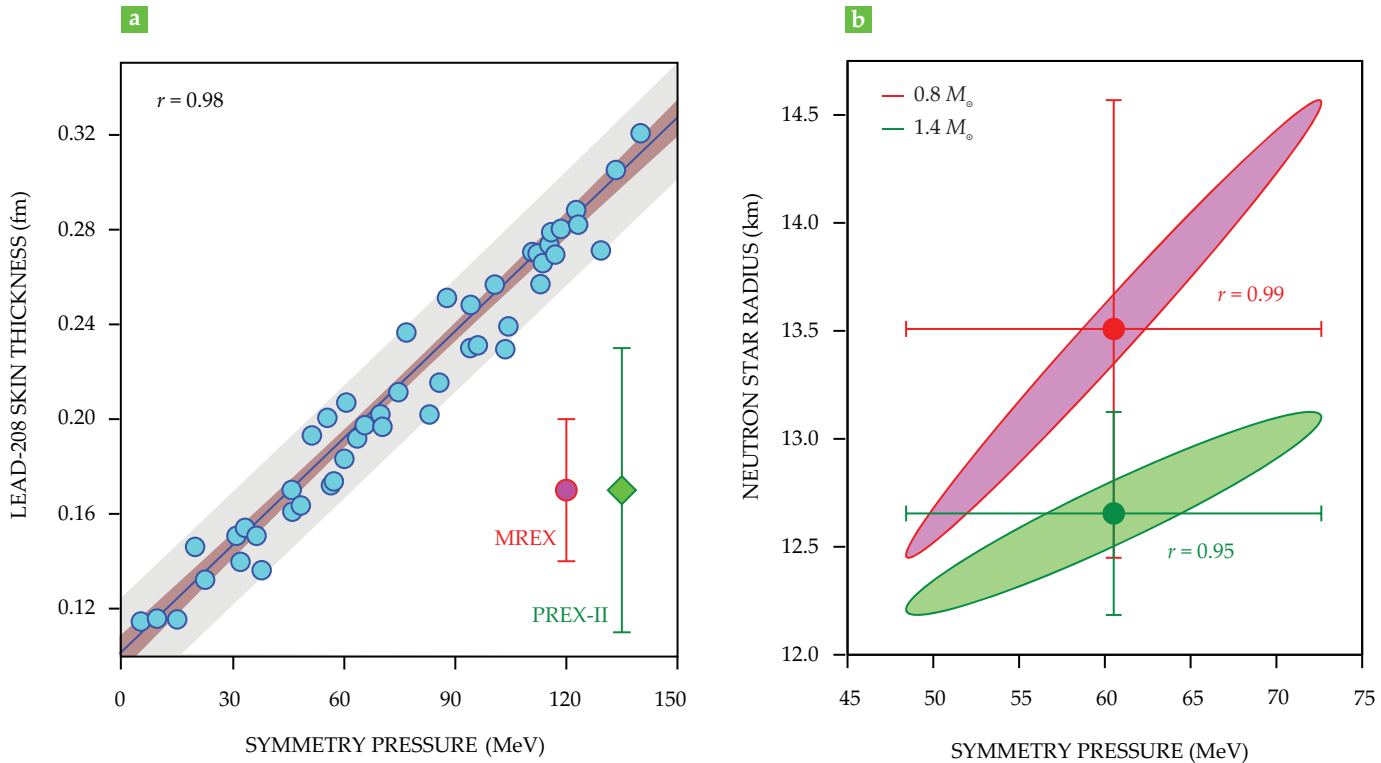 a
r = 0.98
LEAD-208 SKIN THICKNESS (fm)
0.32
0.28
0.24
0.20
0.16
0.12
MREX
PREX-II
0 30 60 90 120 150
SYMMETRY PRESSURE (MeV)
b
0.8 M☉
1.4 M☉
NEUTRON STAR RADIUS (km)
14.5
14.0
13.5
13.0
12.5
12.0
r = 0.99
r = 0.95
45 50 55 60 65 70 75
SYMMETRY PRESSURE (MeV)